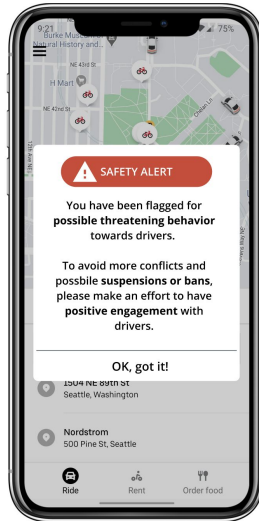 9:21
75%
Burke Museum
Natural History and...
NE 43rd St
H Mart
NE 42nd St
12th Ave NE
SAFETY ALERT
You have been flagged for
possible threatening behavior
towards drivers.
To avoid more conflicts and
possbile suspensions or bans,
please make an effort to have
positive engagement with
drivers.
OK, got it!
1504 NE 89th St
Seattle, Washington
Nordstrom
500 Pine St, Seattle
Ride
Rent
Order food